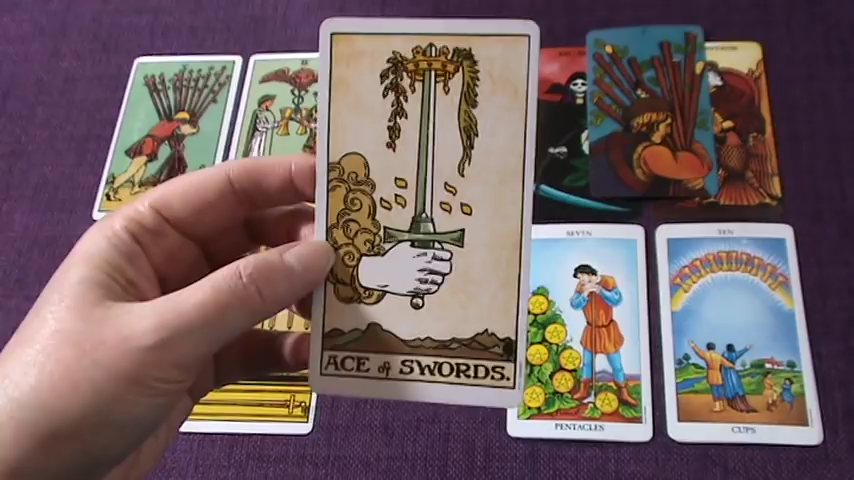 ACE of SWORDS.
SEVEN
PENTACLES
TEN
CUPS